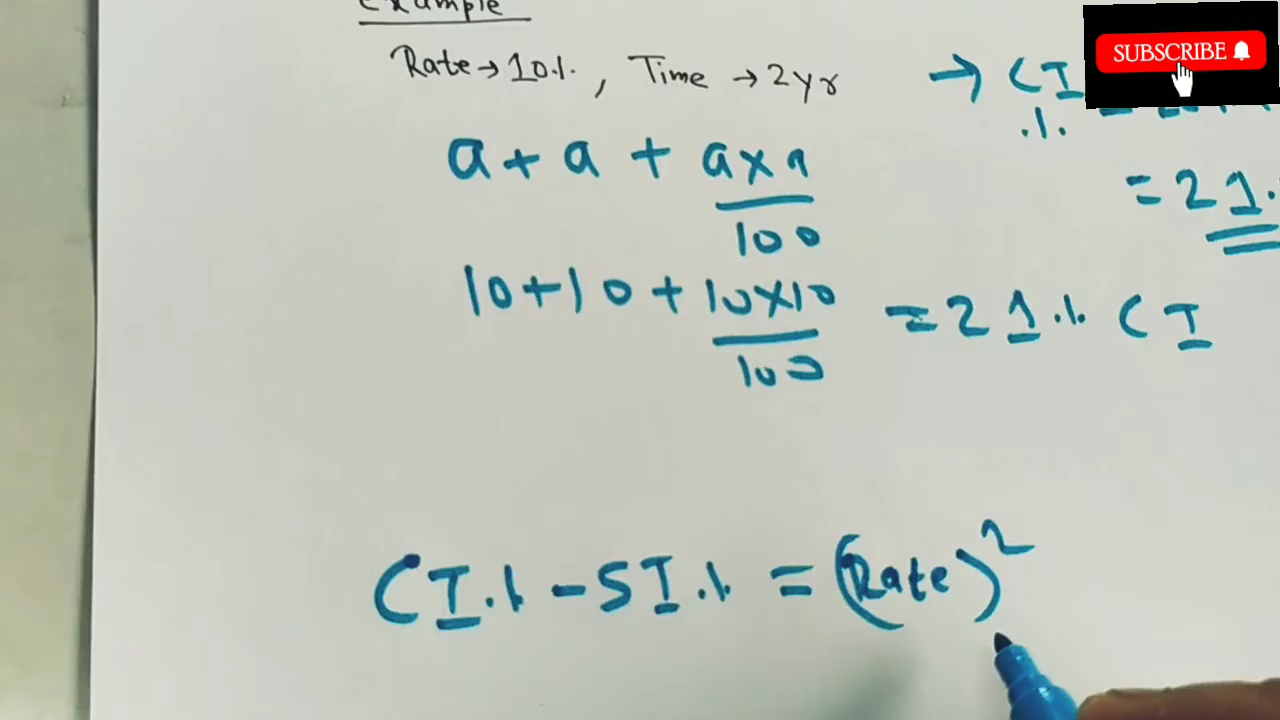 Example
Rate → 10% , Time → 2yr
→ CI
%
SUBSCRIBE
a + a + a×a
100
= 21.
10+10 + 10×10
100
= 21% CI
CI% - SI% = (Rate)²